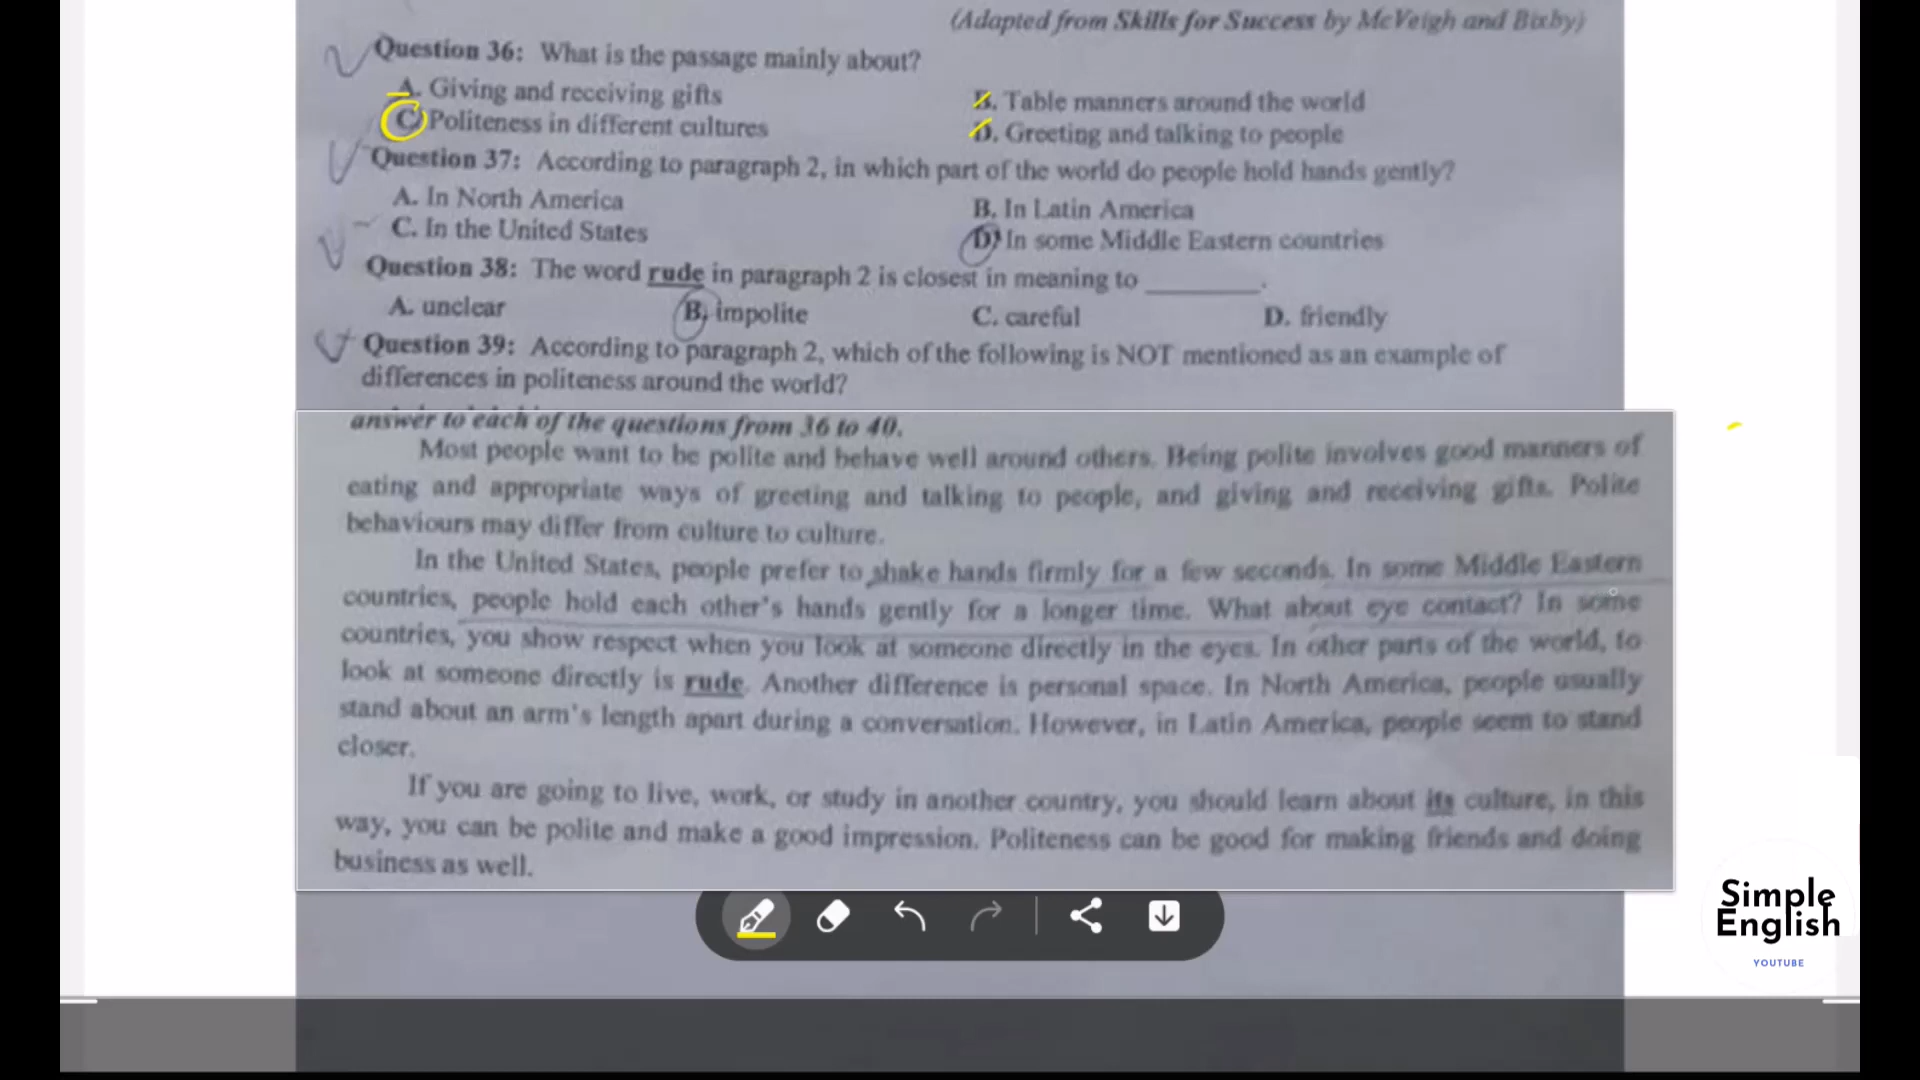 (Adapted from Skills for Success by McVeigh and Bixby)
Question 36: What is the passage mainly about?
A. Giving and receiving gifts
B. Table manners around the world
C. Politeness in different cultures
D. Greeting and talking to people
Question 37: According to paragraph 2, in which part of the world do people hold hands gently?
A. In North America
B. In Latin America
C. In the United States
D. In some Middle Eastern countries
Question 38: The word rude in paragraph 2 is closest in meaning to ________.
A. unclear B. impolite C. careful D. friendly
Question 39: According to paragraph 2, which of the following is NOT mentioned as an example of
differences in politeness around the world?
answer to each of the questions from 36 to 40.
Most people want to be polite and behave well around others. Being polite involves good manners of
eating and appropriate ways of greeting and talking to people, and giving and receiving gifts. Polite
behaviours may differ from culture to culture.
In the United States, people prefer to shake hands firmly for a few seconds. In some Middle Eastern
countries, people hold each other's hands gently for a longer time. What about eye contact? In some
countries, you show respect when you look at someone directly in the eyes. In other parts of the world, to
look at someone directly is rude. Another difference is personal space. In North America, people usually
stand about an arm's length apart during a conversation. However, in Latin America, people seem to stand
closer.
If you are going to live, work, or study in another country, you should learn about its culture, in this
way, you can be polite and make a good impression. Politeness can be good for making friends and doing
business as well.
Simple
English
YOUTUBE